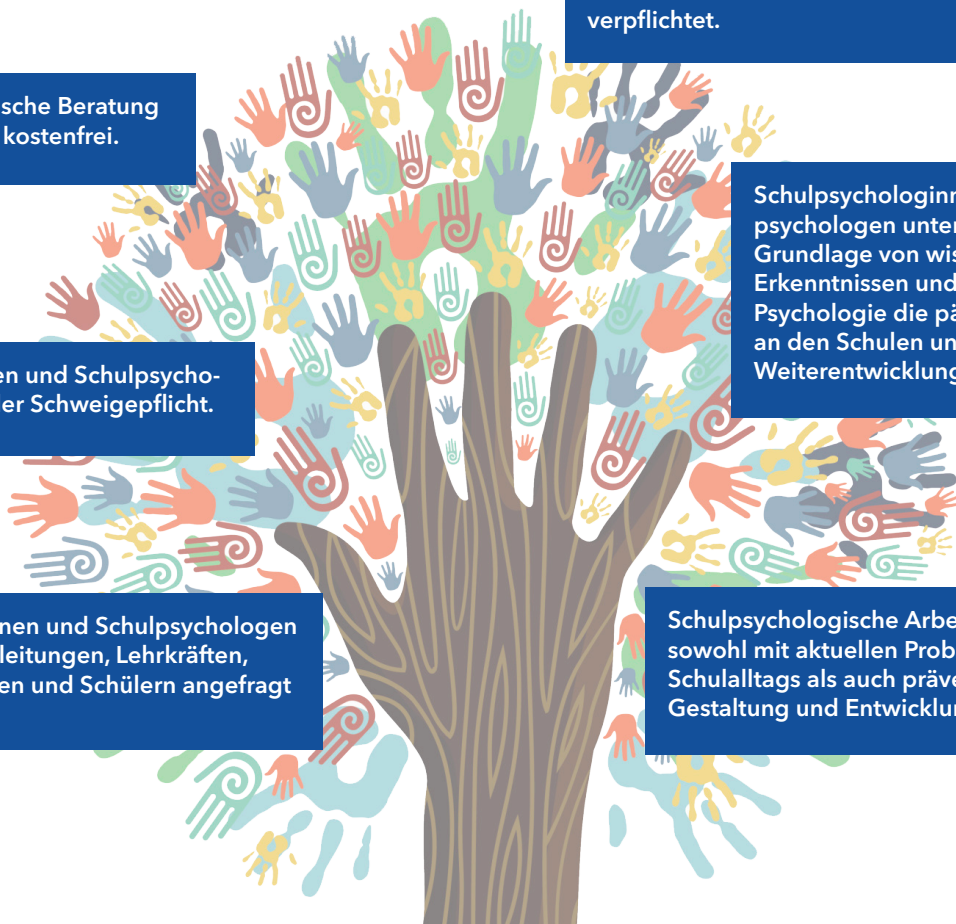 verpflichtet.
sche Beratung
kostenfrei.
Schulpsychologinn
psychologen unter
Grundlage von wis
Erkenntnissen und
Psychologie die pä
an den Schulen un
Weiterentwicklung
en und Schulpsycho-
der Schweigepflicht.
nen und Schulpsychologen
leitungen, Lehrkräften,
en und Schülern angefragt
Schulpsychologische Arbe
sowohl mit aktuellen Prob
Schulalltags als auch präve
Gestaltung und Entwicklun